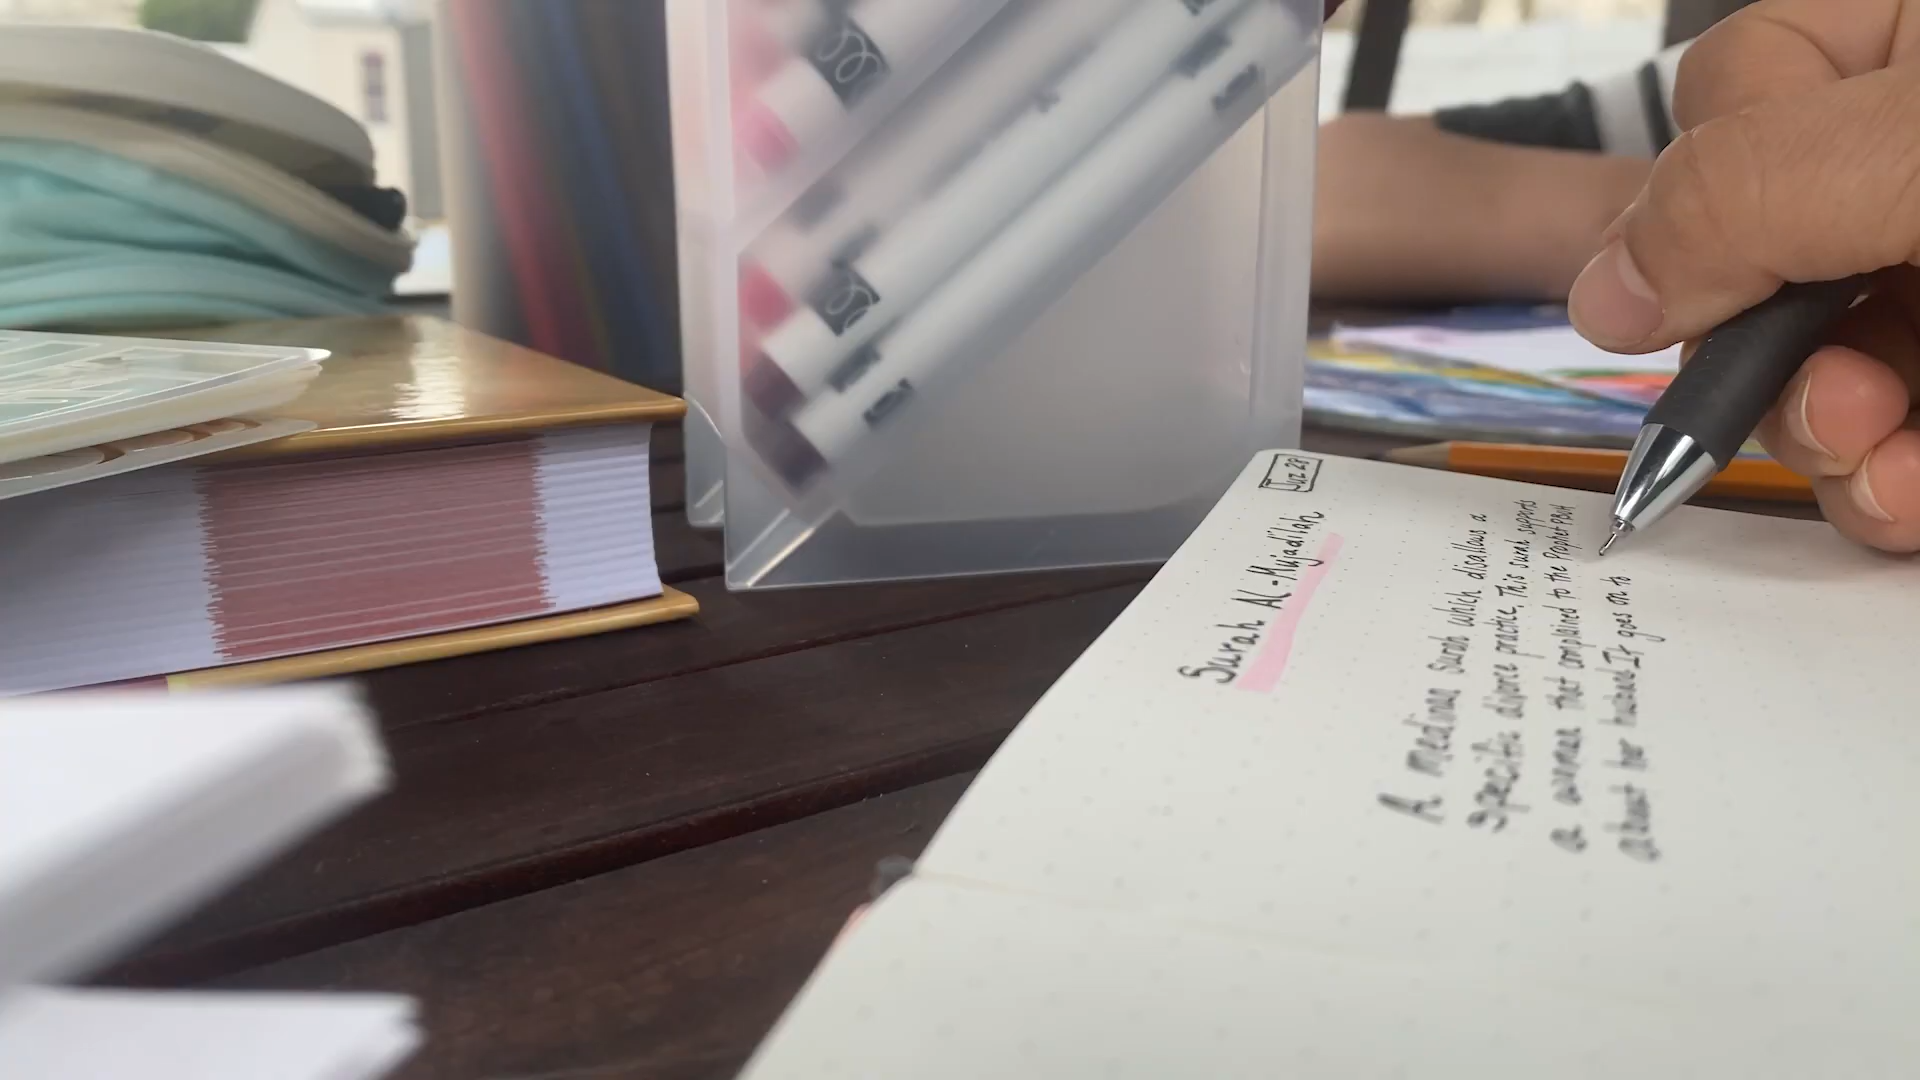 Juz 28
Surah Al-Mujadilah
A medinan surah which disallows a
specific divorce practice. This surah supports
a woman that complained to the Prophet PBUH
about her husband. It goes on to